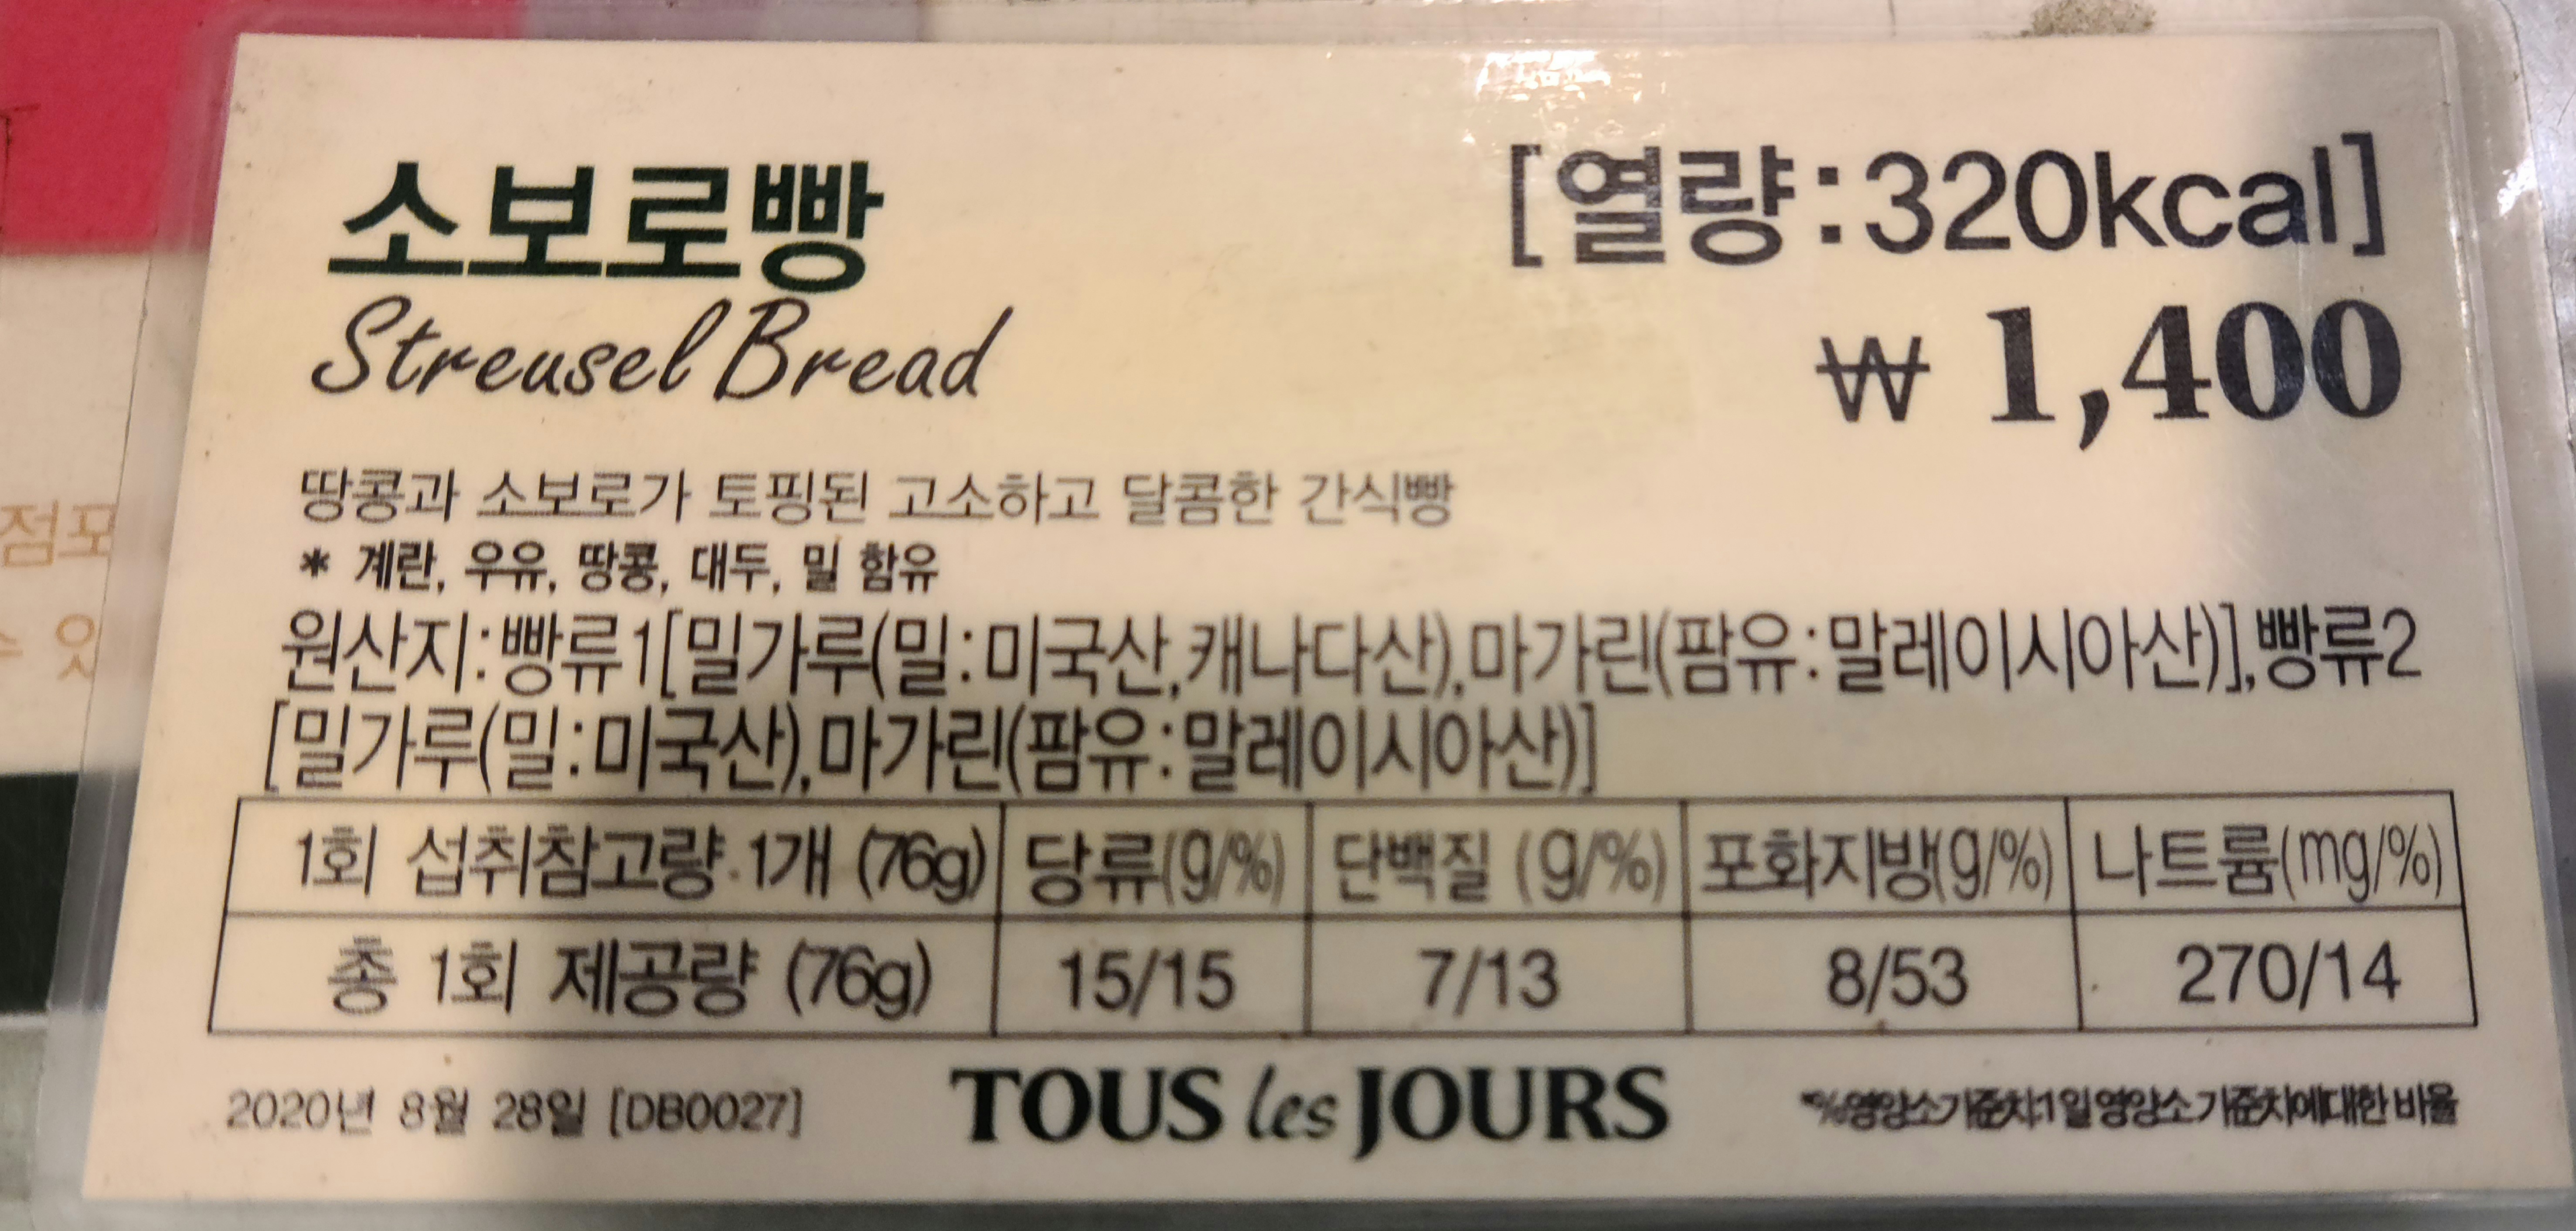 소보로빵
[열량:320kcal]
Streusel Bread
₩ 1,400
땅콩과 소보로가 토핑된 고소하고 달콤한 간식빵
* 계란, 우유, 땅콩, 대두, 밀 함유
원산지:빵류1[밀가루(밀:미국산,캐나다산),마가린(팜유:말레이시아산)],빵류2
[밀가루(밀:미국산),마가린(팜유:말레이시아산)]
1회 섭취참고량.1개 (76g) 당류(g/%) 단백질 (g/%) 포화지방(g/%) 나트륨(mg/%)
총 1회 제공량 (76g) 15/15 7/13 8/53 270/14
2020년 8월 28일 [DB0027]
TOUS les JOURS
*%영양소기준치:1일영양소기준치에대한 비율
점포
수 있